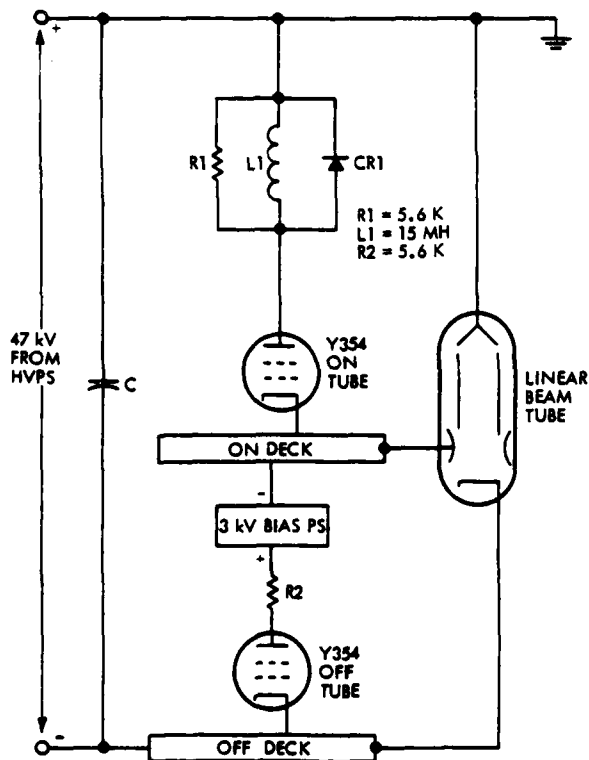 +
R1
L1
CR1
R1 = 5.6 K
L1 = 15 MH
R2 = 5.6 K
47 kV
FROM
HVPS
C
Y354
ON
TUBE
LINEAR
BEAM
TUBE
ON DECK
-
3 kV BIAS PS
+
R2
Y354
OFF
TUBE
-
OFF DECK